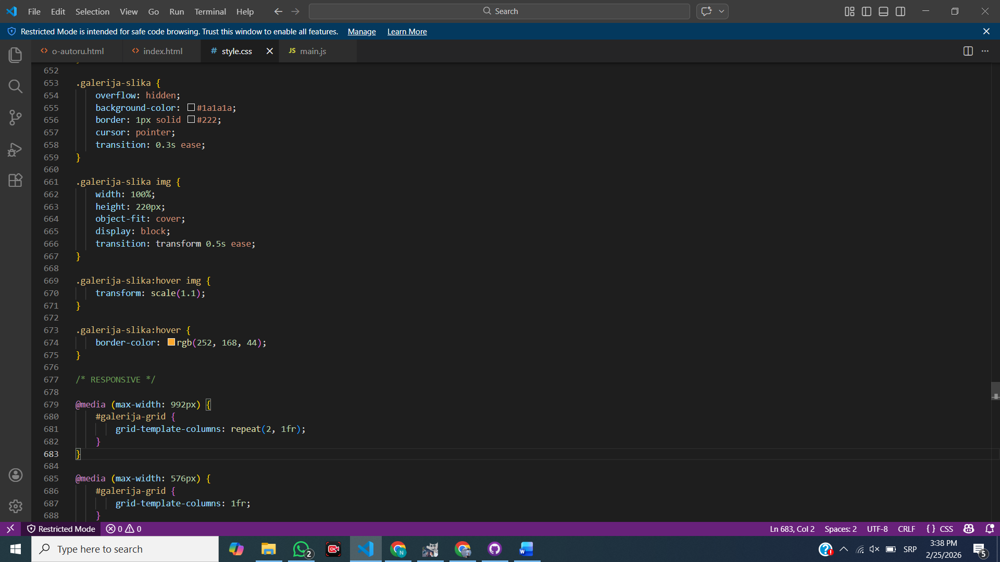 File Edit Selection View Go Run Terminal Help
Search
Restricted Mode is intended for safe code browsing. Trust this window to enable all features. Manage Learn More
o-autoru.html
index.html
# style.css
JS main.js
652
653 .galerija-slika {
654 overflow: hidden;
655 background-color: #1a1a1a;
656 border: 1px solid #222;
657 cursor: pointer;
658 transition: 0.3s ease;
659 }
660
661 .galerija-slika img {
662 width: 100%;
663 height: 220px;
664 object-fit: cover;
665 display: block;
666 transition: transform 0.5s ease;
667 }
668
669 .galerija-slika:hover img {
670 transform: scale(1.1);
671 }
672
673 .galerija-slika:hover {
674 border-color: rgb(252, 168, 44);
675 }
676
677 /* RESPONSIVE */
678
679 @media (max-width: 992px) {
680 #galerija-grid {
681 grid-template-columns: repeat(2, 1fr);
682 }
683 }
684
685 @media (max-width: 576px) {
686 #galerija-grid {
687 grid-template-columns: 1fr;
688 }
Restricted Mode 0 0
Ln 683, Col 2 Spaces: 2 UTF-8 CRLF { } CSS
Type here to search
2
N
W
SRP
3:38 PM
2/25/2026
5